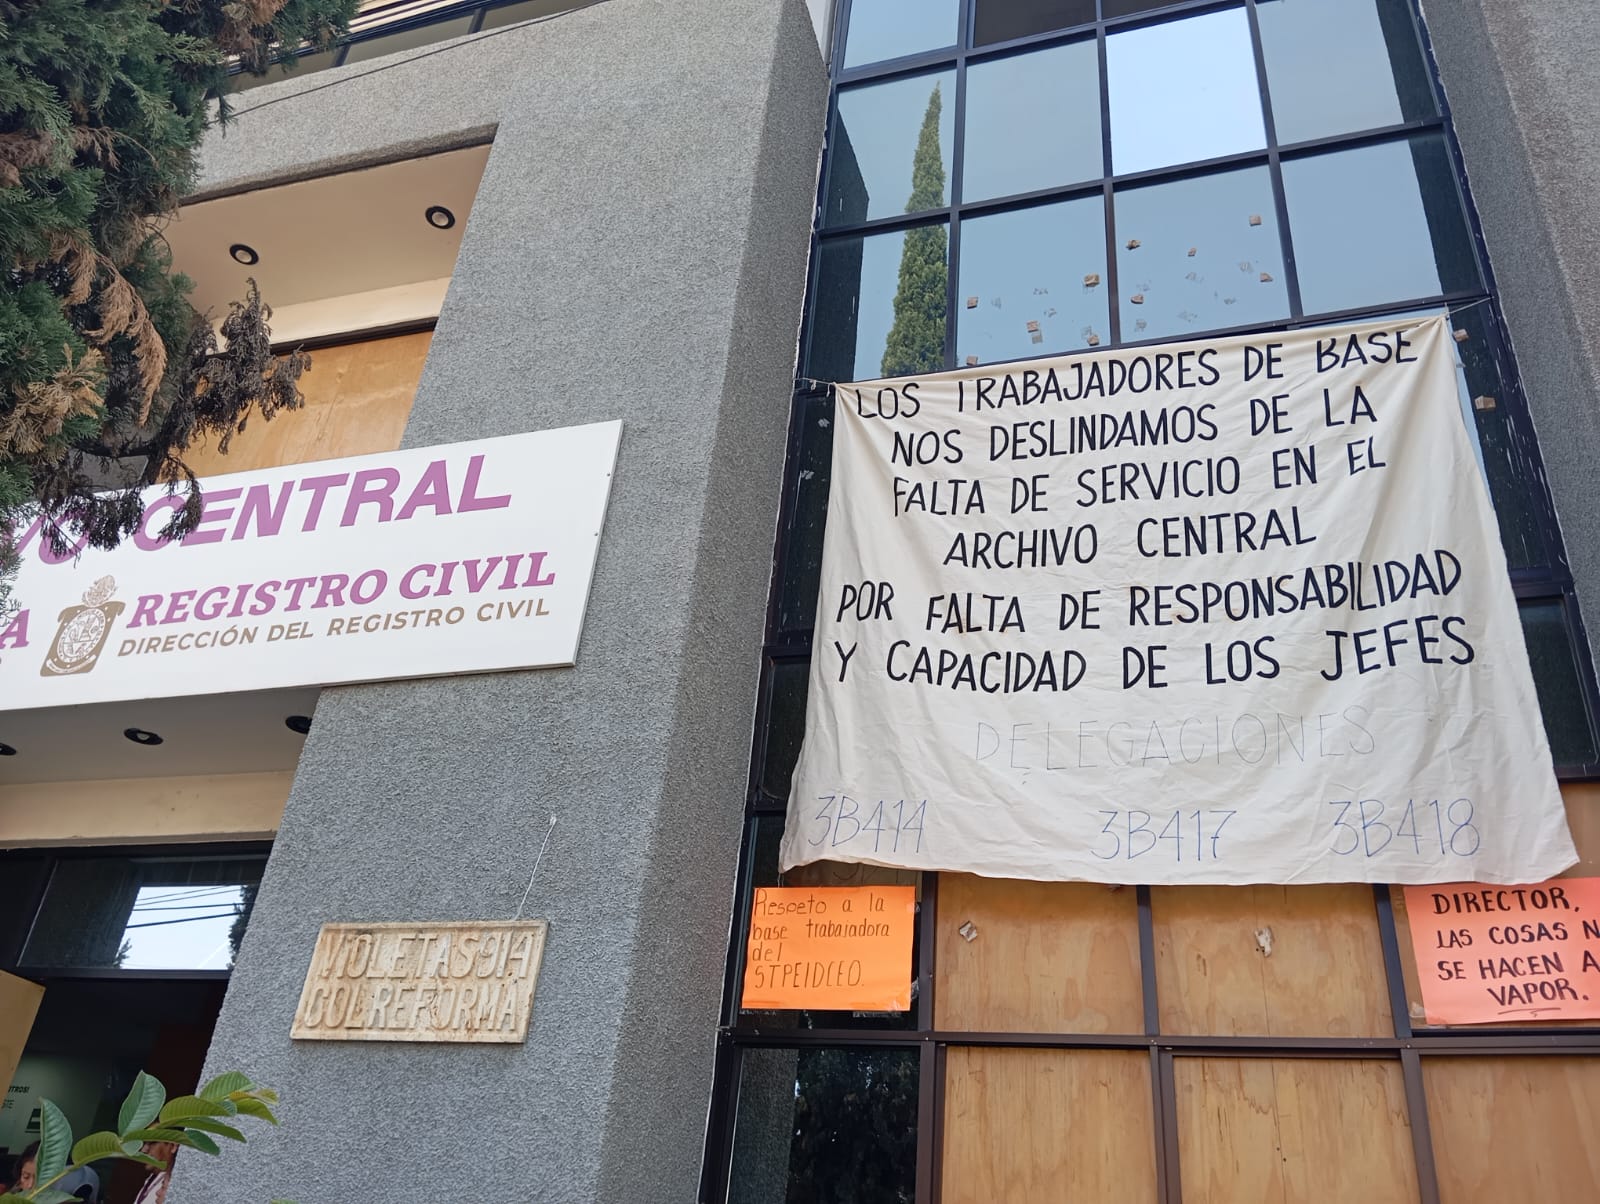 CENTRAL
REGISTRO CIVIL
DIRECCIÓN DEL REGISTRO CIVIL
VIOLETAS 914
COL REFORMA
LOS TRABAJADORES DE BASE
NOS DESLINDAMOS DE LA
FALTA DE SERVICIO EN EL
ARCHIVO CENTRAL
POR FALTA DE RESPONSABILIDAD
Y CAPACIDAD DE LOS JEFES
DELEGACIONES
3B414 3B417 3B418
Respeto a la
base trabajadora
del
STPEIDCEO.
DIRECTOR,
LAS COSAS N
SE HACEN A
VAPOR.